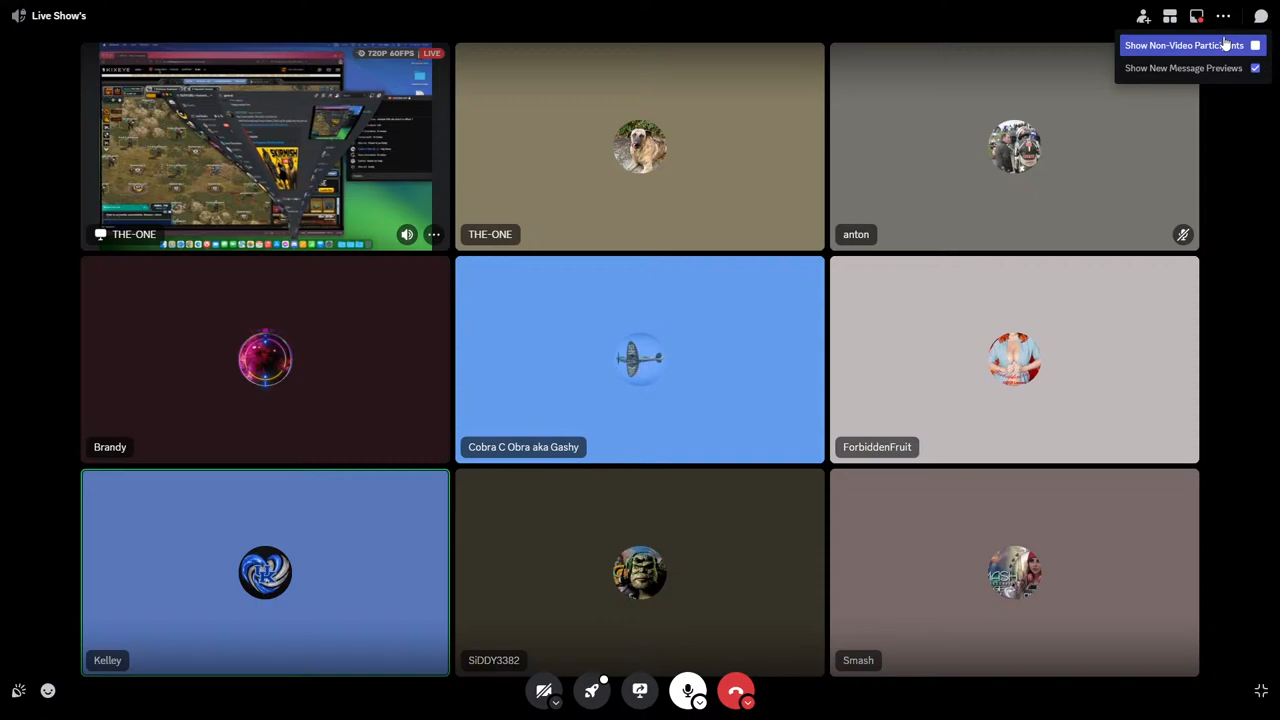 Live Show's
Show Non-Video Participants
Show New Message Previews
KIXEYE
720P 60FPS
LIVE
THE-ONE
THE-ONE
anton
Brandy
Cobra C Obra aka Gashy
ForbiddenFruit
Kelley
SiDDY3382
Smash